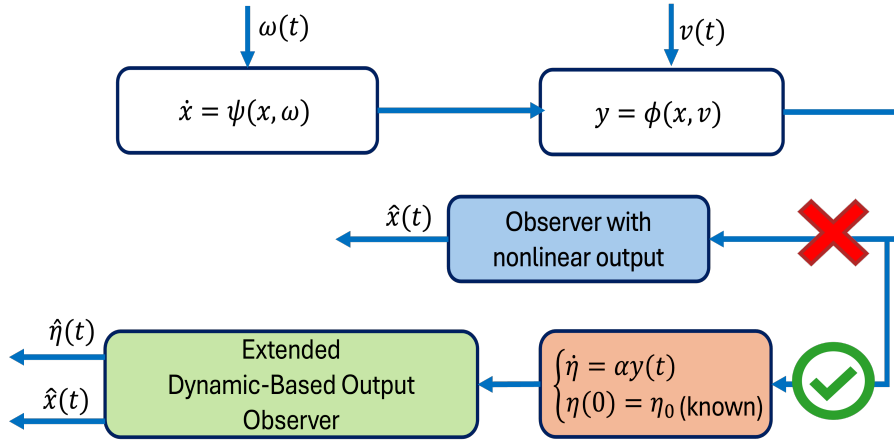 ω(t)
v(t)
ẋ = ψ(x, ω)
y = ϕ(x, v)
x̂(t)
Observer with
nonlinear output
η̂(t)
x̂(t)
Extended
Dynamic-Based Output
Observer
{η̇ = αy(t)
η(0) = η₀ (known)